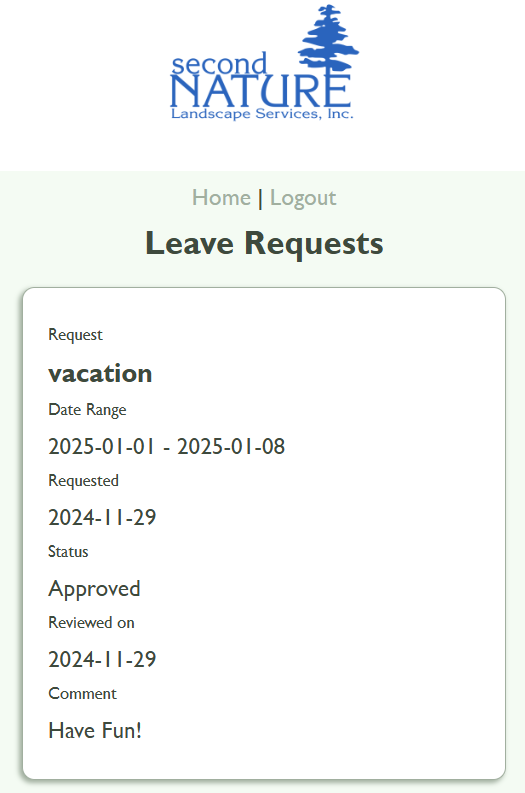 second
NATURE
Landscape Services, Inc.
Home | Logout
Leave Requests
Request
vacation
Date Range
2025-01-01 - 2025-01-08
Requested
2024-11-29
Status
Approved
Reviewed on
2024-11-29
Comment
Have Fun!